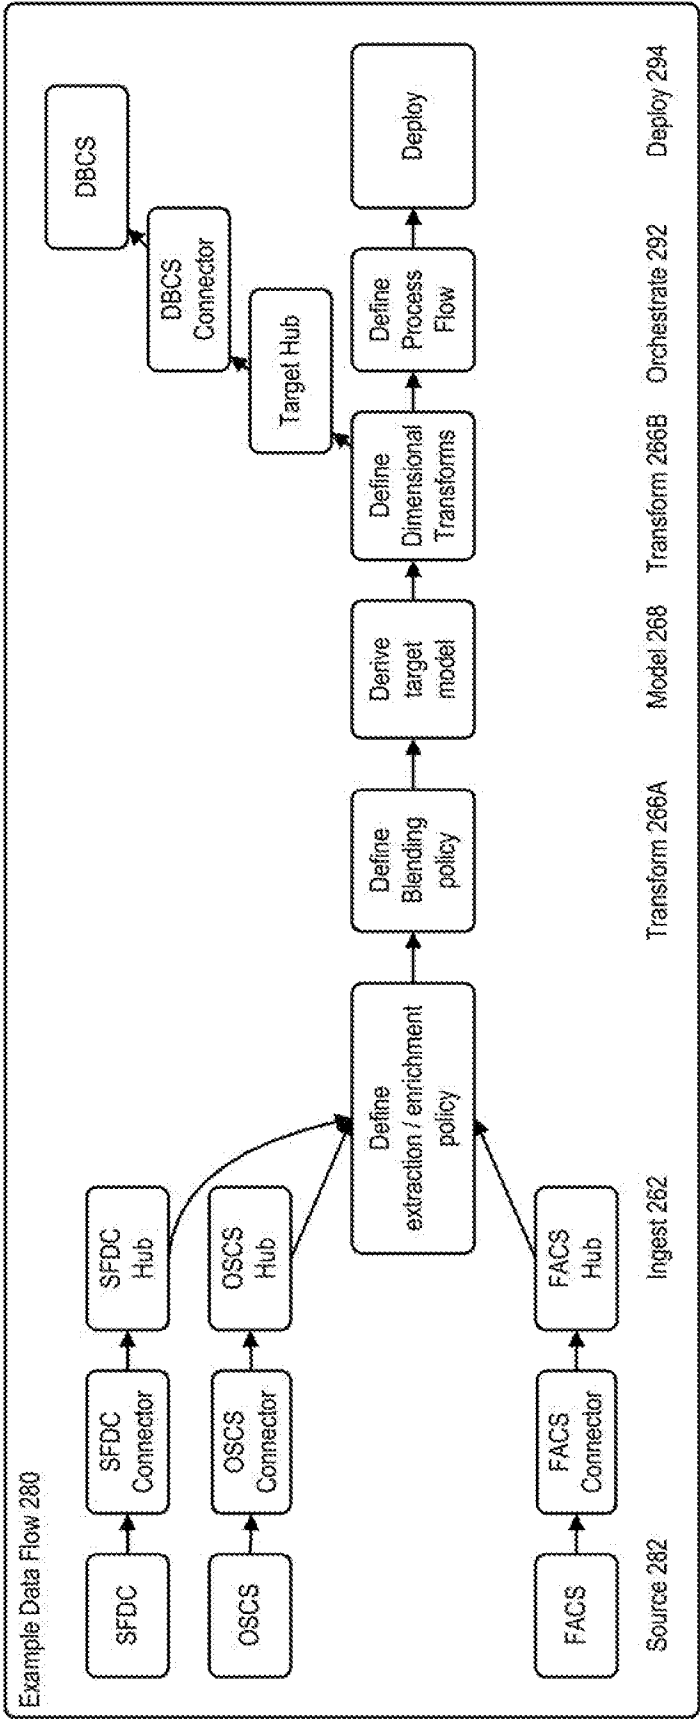 Example Data Flow 280
SFDC
SFDC
Connector
SFDC
Hub
OSCS
OSCS
Connector
OSCS
Hub
FACS
FACS
Connector
FACS
Hub
Define
extraction / enrichment
policy
Define
Blending
policy
Derive
target
model
Define
Dimensional
Transforms
Target Hub
DBCS
Connector
DBCS
Define
Process
Flow
Deploy
Source 282
Ingest 262
Transform 266A
Model 268
Transform 266B
Orchestrate 292
Deploy 294